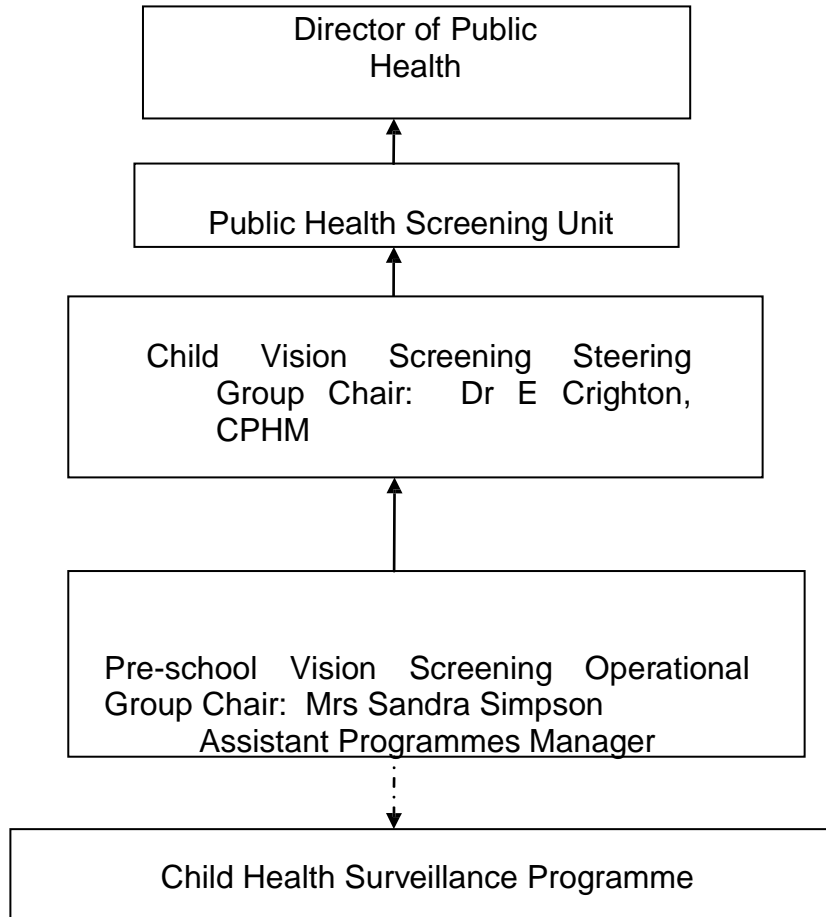 Director of Public
Health
Public Health Screening Unit
Child Vision Screening Steering
Group Chair: Dr E Crighton,
CPHM
Pre-school Vision Screening Operational
Group Chair: Mrs Sandra Simpson
Assistant Programmes Manager
Child Health Surveillance Programme